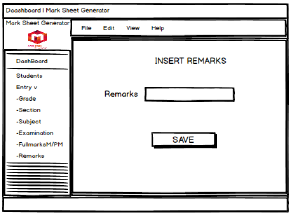 Doashboard | Mark Sheet Generator
Mark Sheet Generator
File Edit View Help
DashBoard
Students
Entry v
-Grade
-Section
-Subject
-Examination
-FullmarksM/PM
-Remarks
INSERT REMARKS
Remarks
SAVE